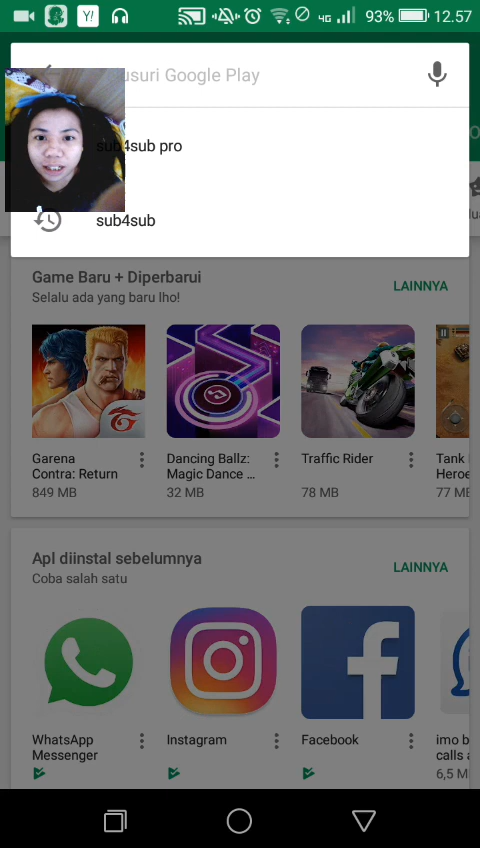 Y!
4G
93%
12.57
usuri Google Play
sub4sub pro
sub4sub
Game Baru + Diperbarui
Selalu ada yang baru lho!
LAINNYA
Garena
Contra: Return
849 MB
Dancing Ballz:
Magic Dance ...
32 MB
Traffic Rider
78 MB
Tank
Heroe
77 MB
Apl diinstal sebelumnya
Coba salah satu
LAINNYA
WhatsApp
Messenger
Instagram
Facebook
imo b
calls a
6,5 M